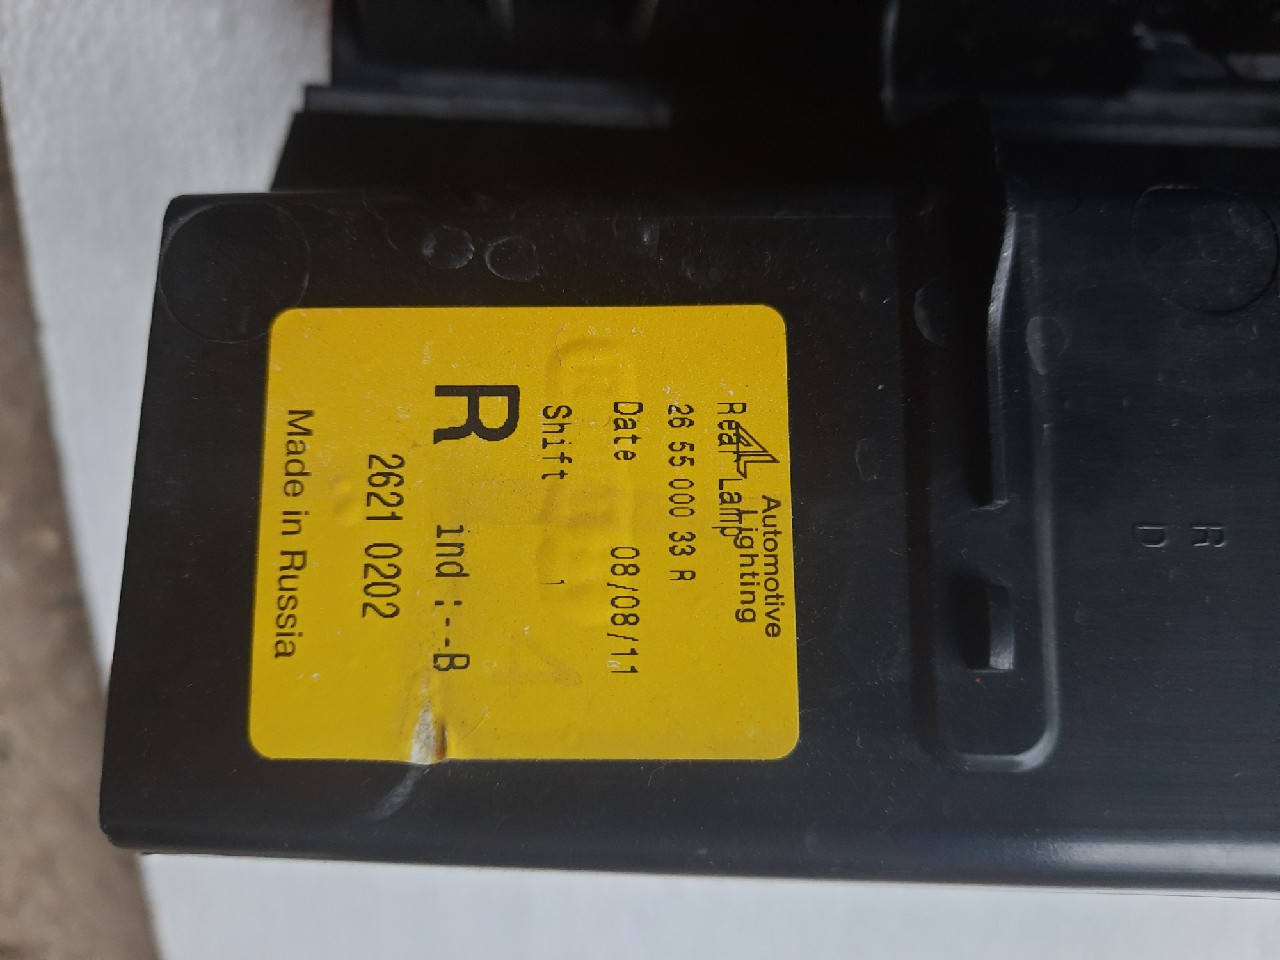 Automotive
Lighting
Rear Lamp
26 55 000 33 R
Date 08/08/11
Shift 1
R ind :--B
2621 0202
Made in Russia
R
D